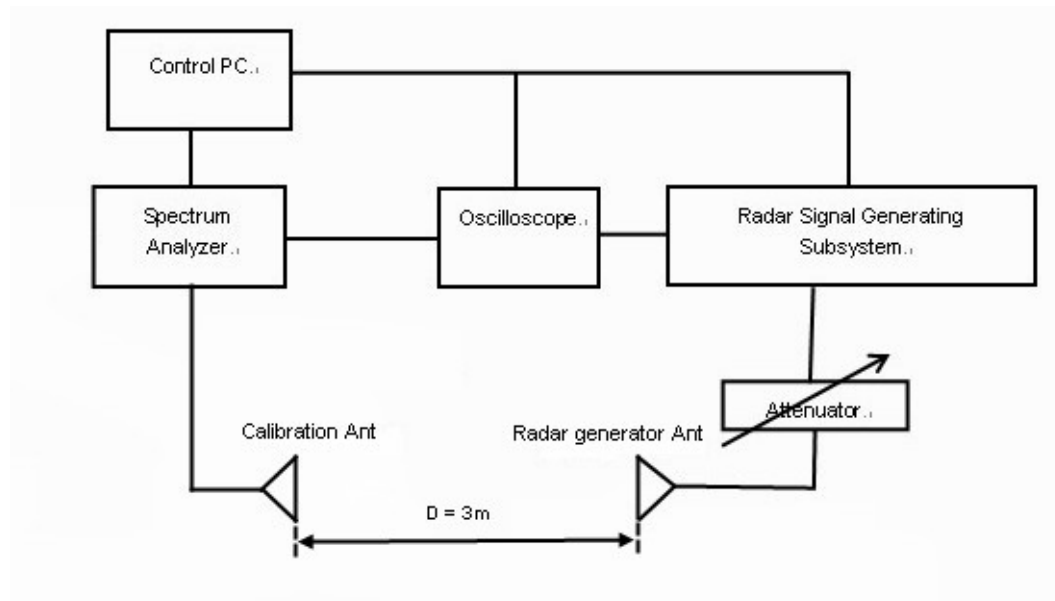 Control PC
Spectrum
Analyzer
Oscilloscope
Radar Signal Generating
Subsystem
Attenuator
Calibration Ant
Radar generator Ant
D = 3m